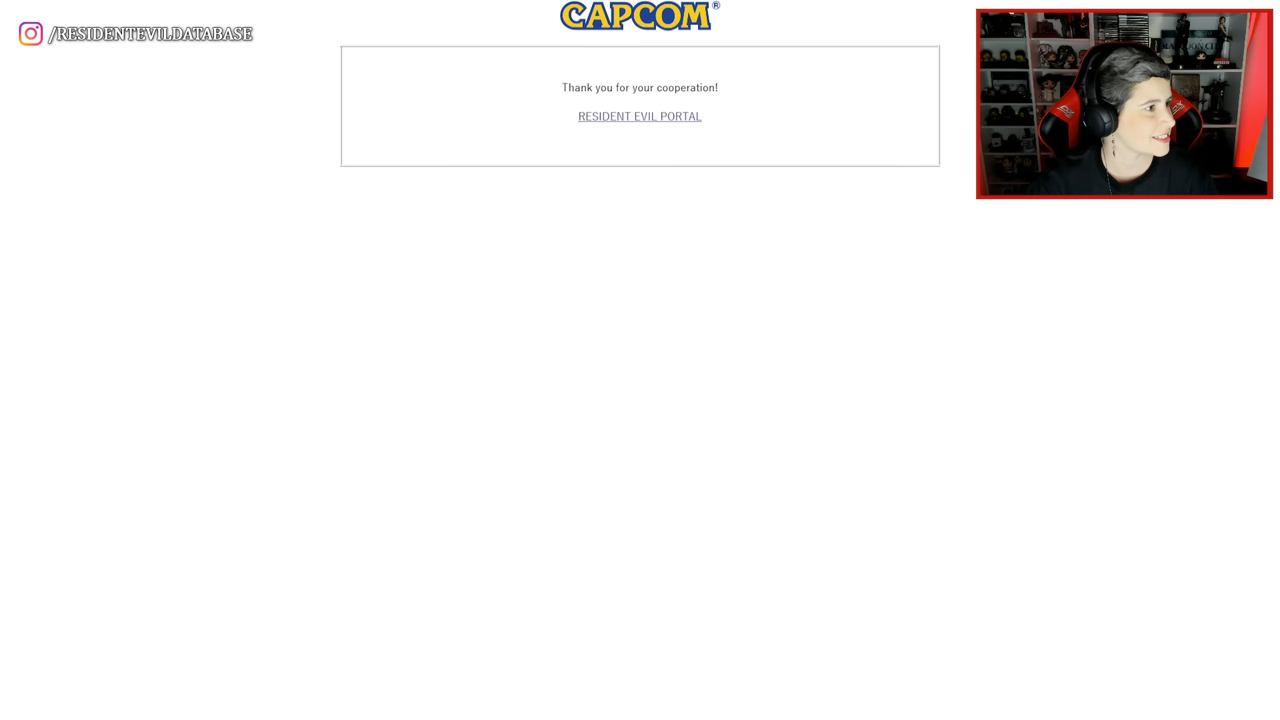 CAPCOM®
/RESIDENTEVILDATABASE
Thank you for your cooperation!
RESIDENT EVIL PORTAL